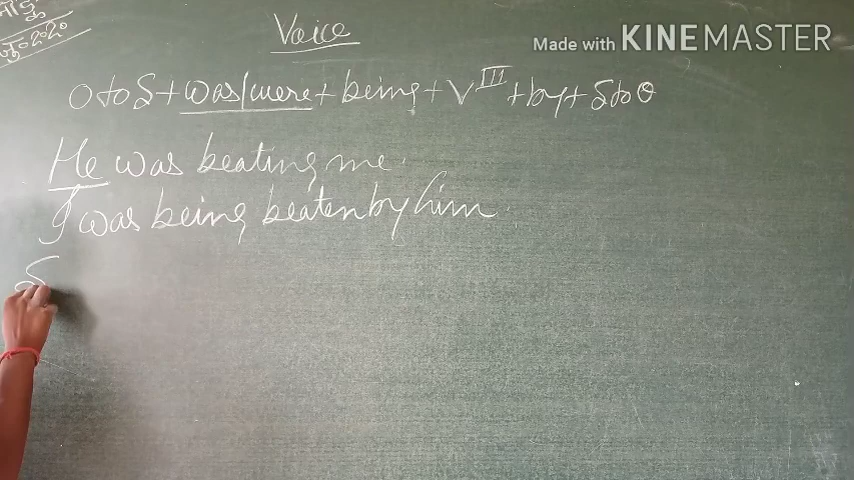 Voice
Made with KINEMASTER
O to S + was/were + being + V III + by + S to O
He was beating me.
I was being beaten by him.
S